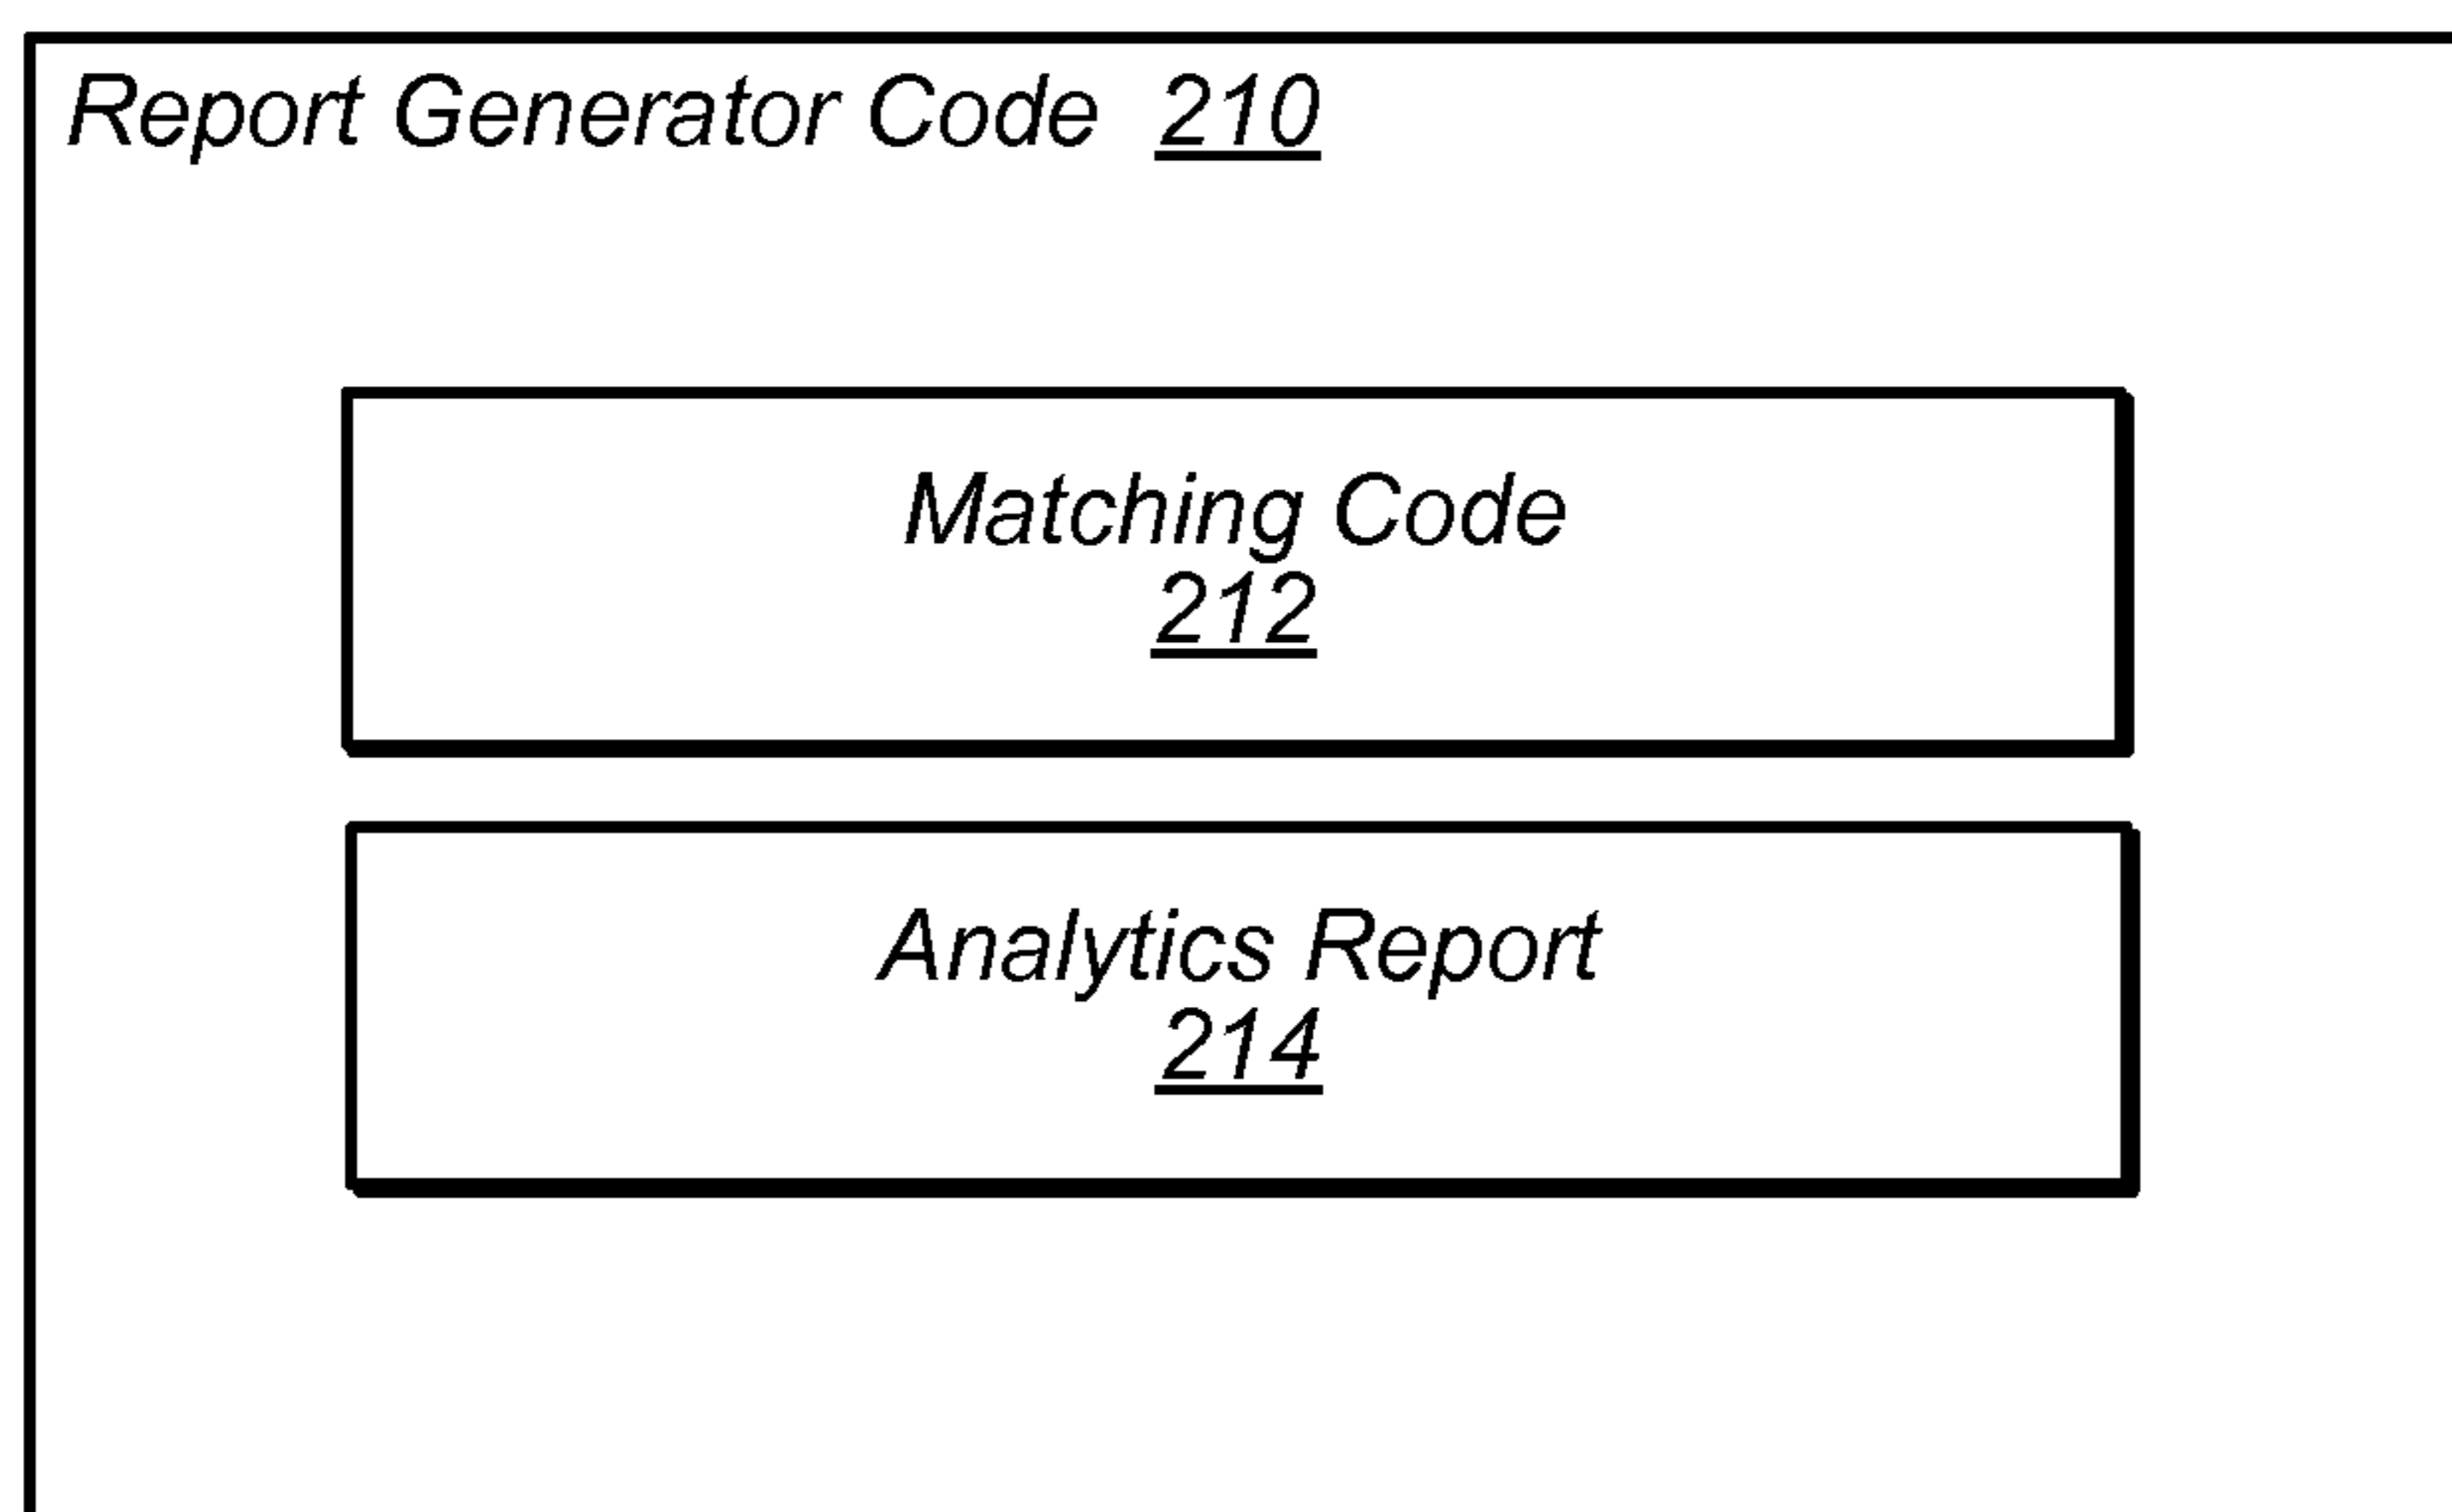 Report Generator Code 210
Matching Code
212
Analytics Report
214